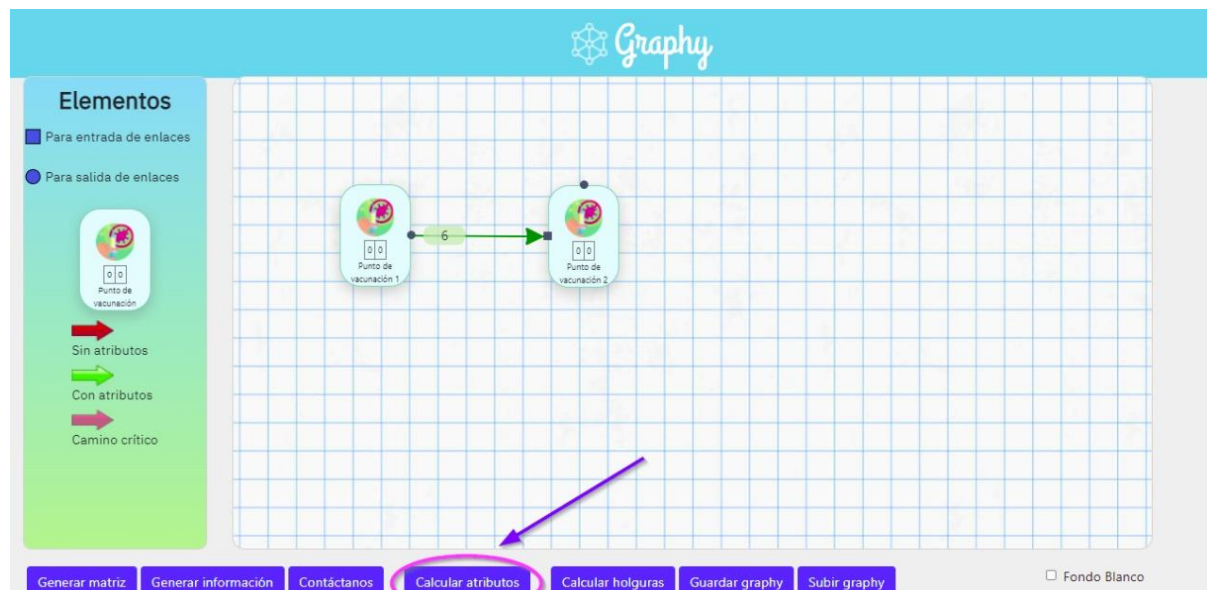 Graphy
Elementos
Para entrada de enlaces
Para salida de enlaces
0 0
Punto de
vacunación
Sin atributos
Con atributos
Camino crítico
0 0
Punto de
vacunación 1
6
0 0
Punto de
vacunación 2
Generar matriz
Generar información
Contáctanos
Calcular atributos
Calcular holguras
Guardar graphy
Subir graphy
Fondo Blanco